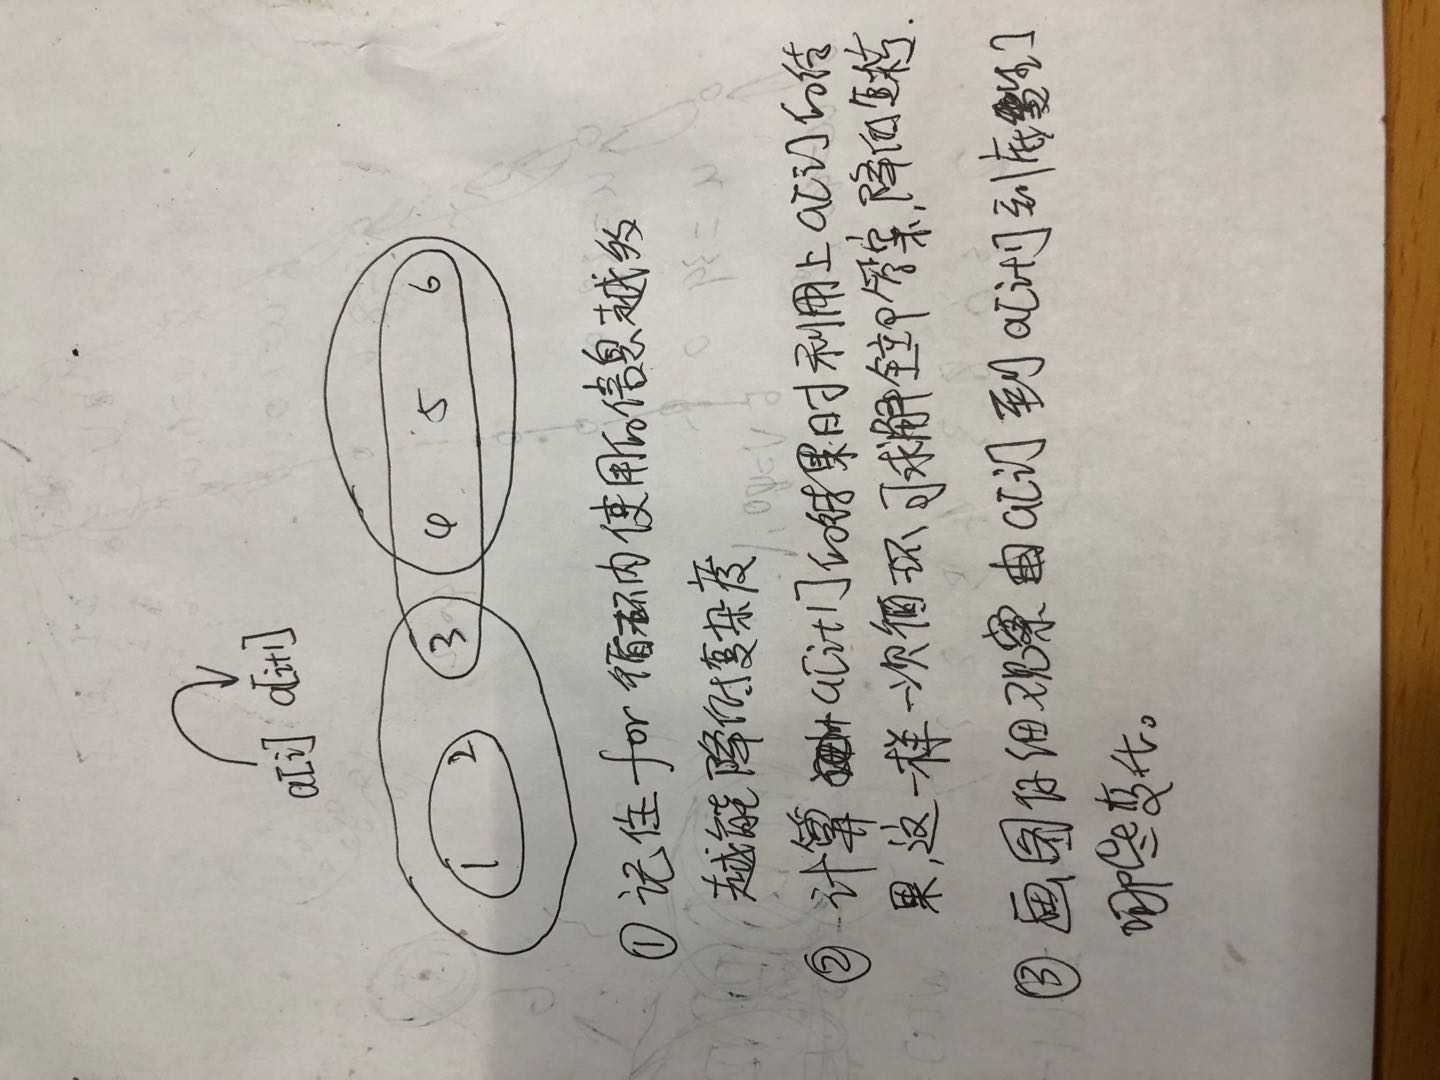 a[i] a[i+1]
1 2 3 4 5 6
① 记住for循环内使用的信息越多
越能降低复杂度
② 计算 a[i+1]的结果时利用上a[i]的结
果,这一样一次循环可求解全部答案,降低复杂.
③ 画图仔细观察由a[i]到a[i+1]到底发生了
哪些变化。